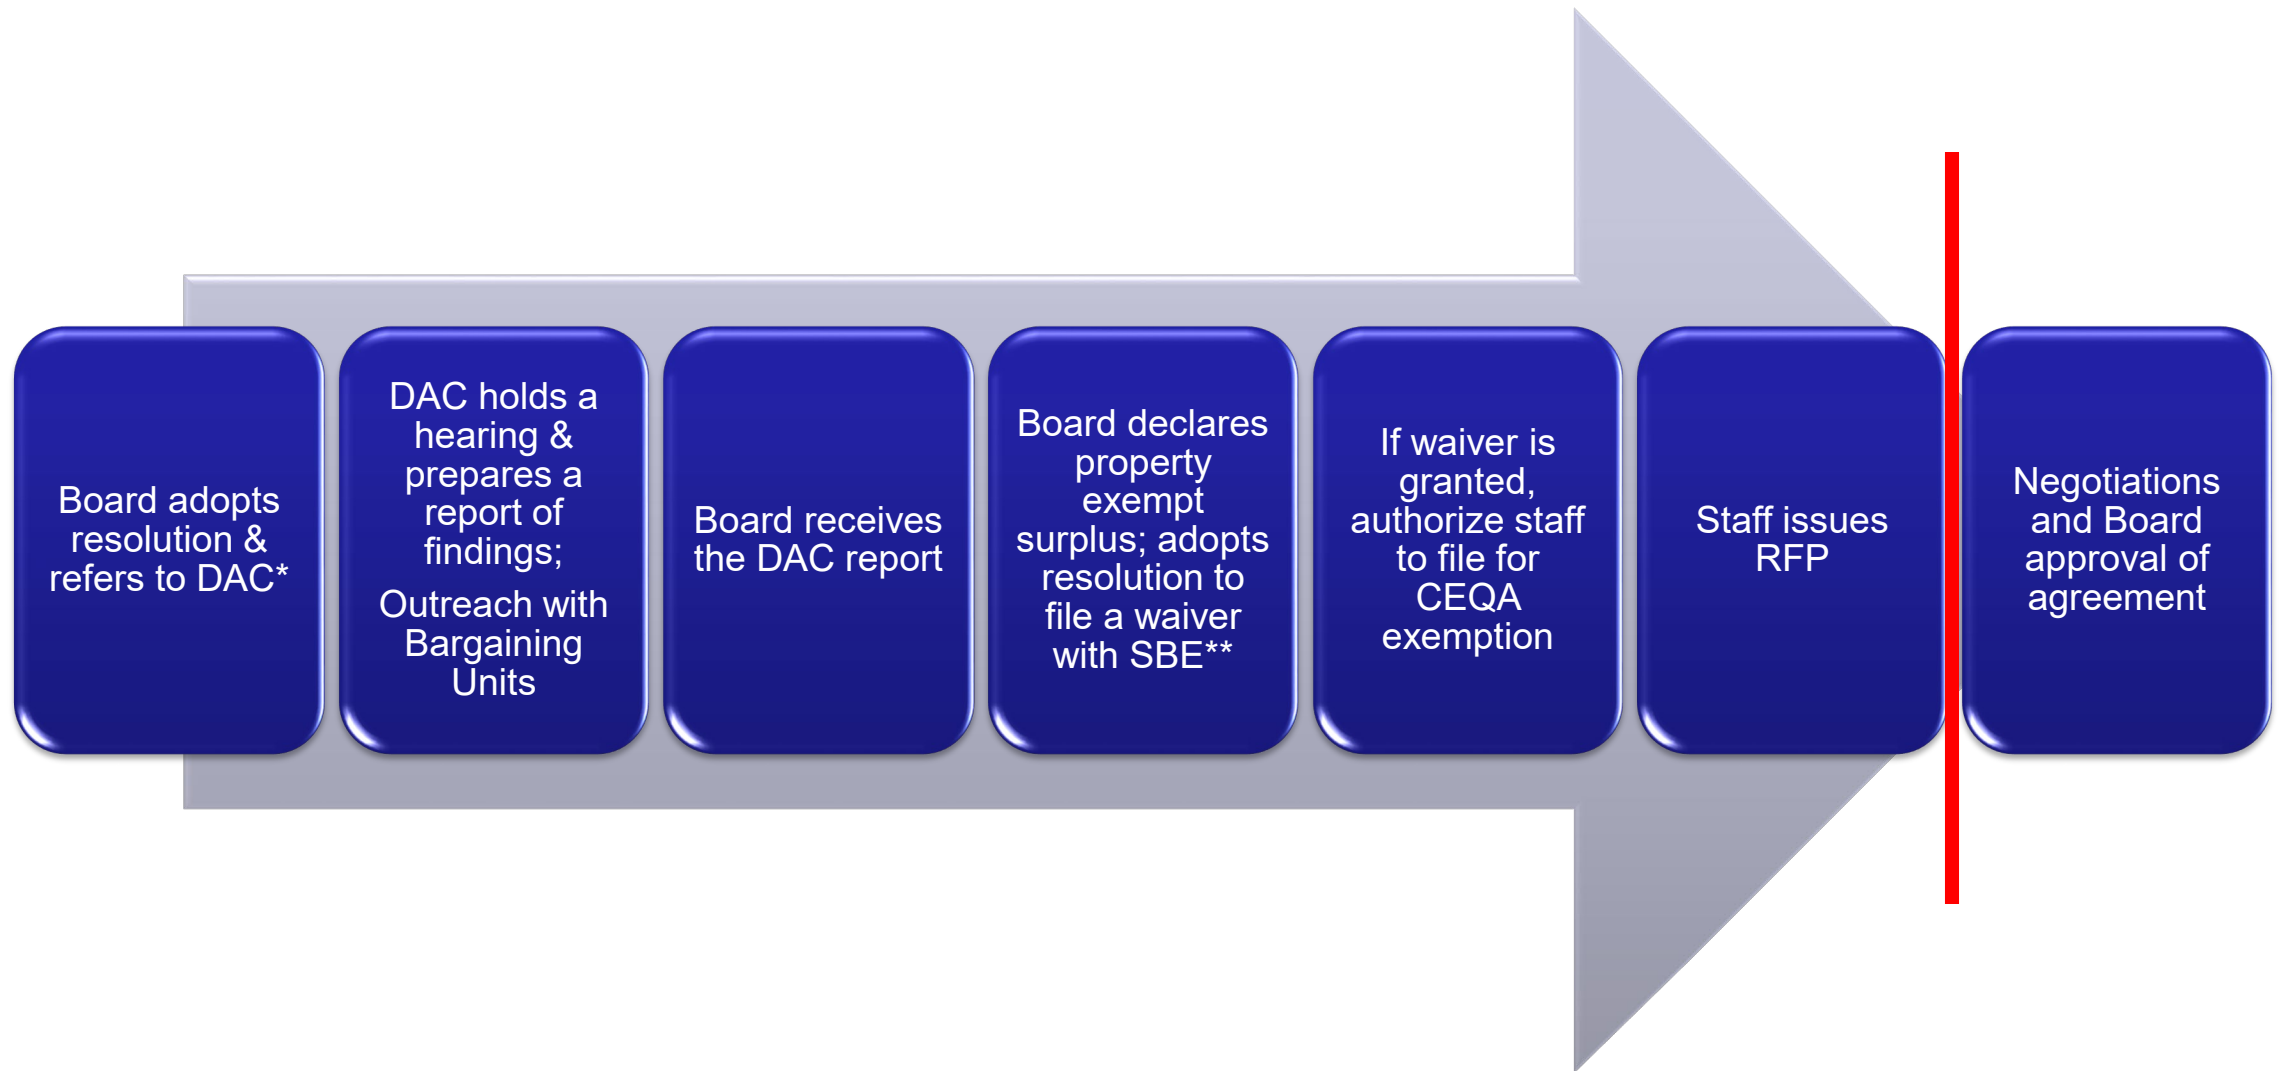 Board adopts
resolution &
refers to DAC*
DAC holds a
hearing &
prepares a
report of
findings;
Outreach with
Bargaining
Units
Board receives
the DAC report
Board declares
property
exempt
surplus; adopts
resolution to
file a waiver
with SBE**
If waiver is
granted,
authorize staff
to file for
CEQA
exemption
Staff issues
RFP
Negotiations
and Board
approval of
agreement